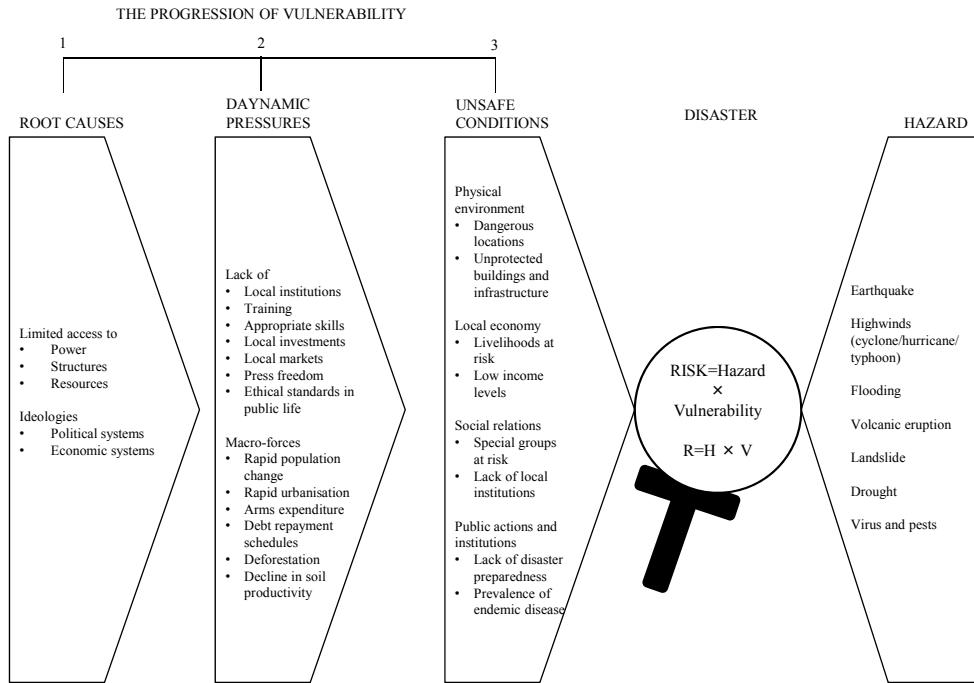 THE PROGRESSION OF VULNERABILITY
1
2
3
ROOT CAUSES
Limited access to
• Power
• Structures
• Resources
Ideologies
• Political systems
• Economic systems
DAYNAMIC
PRESSURES
Lack of
• Local institutions
• Training
• Appropriate skills
• Local investments
• Local markets
• Press freedom
• Ethical standards in
public life
Macro-forces
• Rapid population
change
• Rapid urbanisation
• Arms expenditure
• Debt repayment
schedules
• Deforestation
• Decline in soil
productivity
UNSAFE
CONDITIONS
Physical
environment
• Dangerous
locations
• Unprotected
buildings and
infrastructure
Local economy
• Livelihoods at
risk
• Low income
levels
Social relations
• Special groups
at risk
• Lack of local
institutions
Public actions and
institutions
• Lack of disaster
preparedness
• Prevalence of
endemic disease
DISASTER
RISK=Hazard
×
Vulnerability
R=H × V
HAZARD
Earthquake
Highwinds
(cyclone/hurricane/
typhoon)
Flooding
Volcanic eruption
Landslide
Drought
Virus and pests